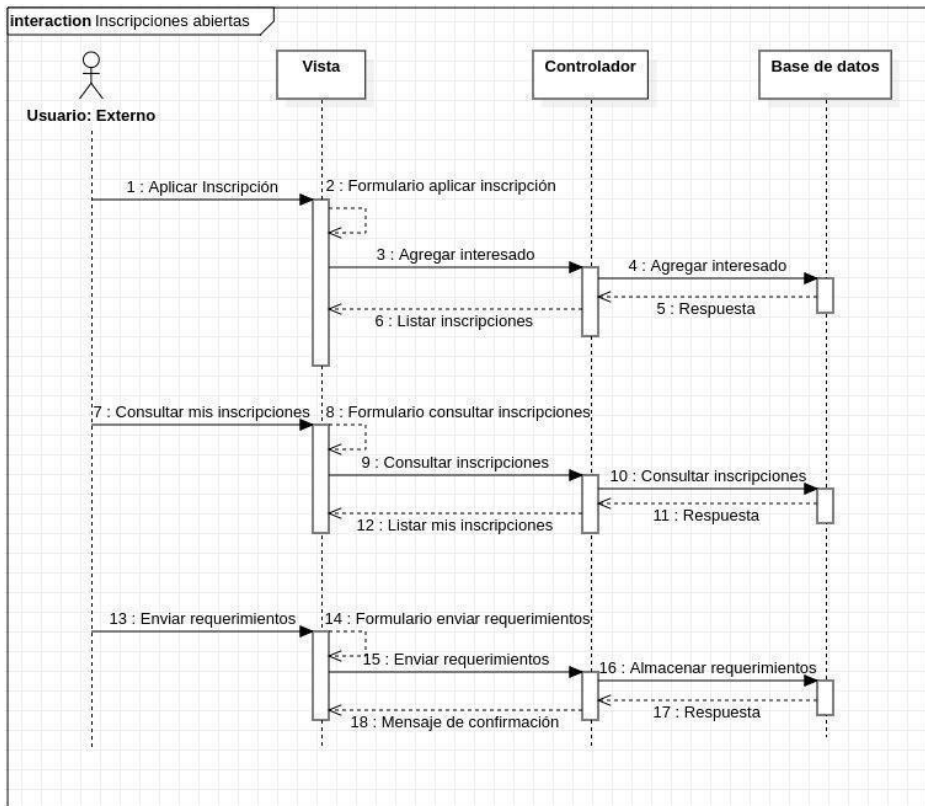 interaction Inscripciones abiertas
Vista
Controlador
Base de datos
Usuario: Externo
1 : Aplicar Inscripción
2 : Formulario aplicar inscripción
3 : Agregar interesado
4 : Agregar interesado
5 : Respuesta
6 : Listar inscripciones
7 : Consultar mis inscripciones
8 : Formulario consultar inscripciones
9 : Consultar inscripciones
10 : Consultar inscripciones
11 : Respuesta
12 : Listar mis inscripciones
13 : Enviar requerimientos
14 : Formulario enviar requerimientos
15 : Enviar requerimientos
16 : Almacenar requerimientos
17 : Respuesta
18 : Mensaje de confirmación